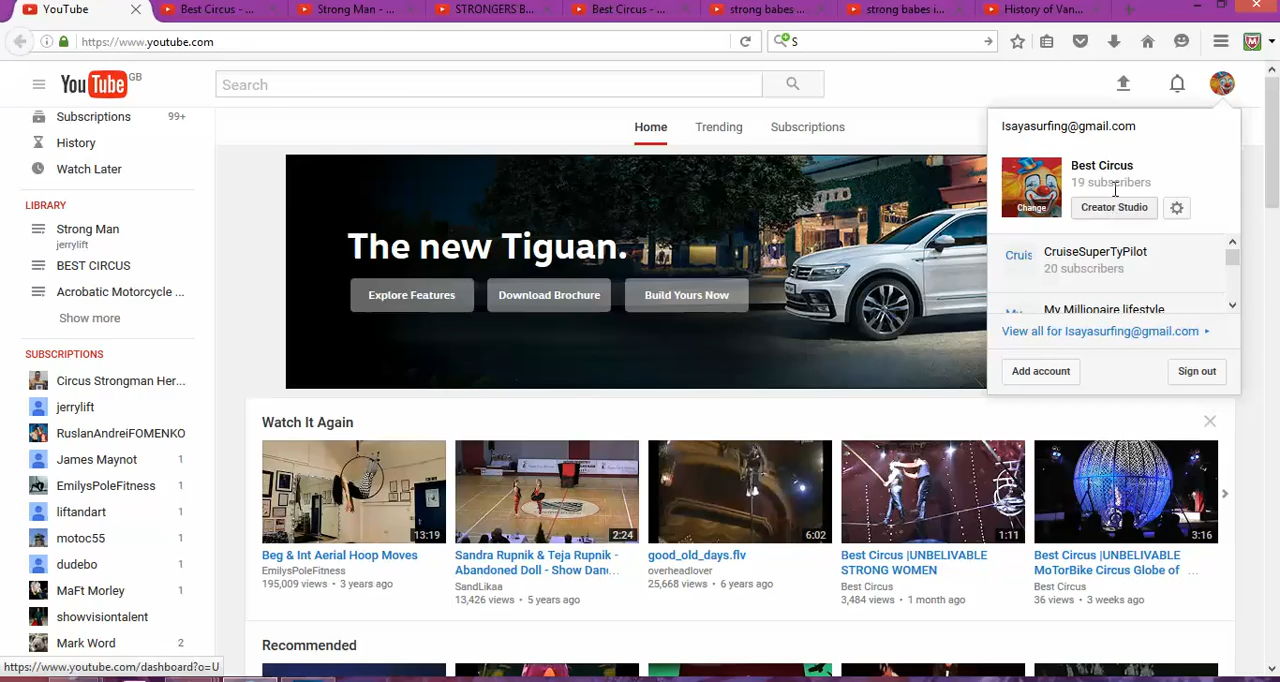 YouTube
Best Circus - ...
Strong Man - ...
STRONGERS B...
Best Circus - ...
strong babes ...
strong babes i...
History of Van...
https://www.youtube.com
S
YouTube GB
Search
Subscriptions 99+
History
Watch Later
LIBRARY
Strong Man
jerrylift
BEST CIRCUS
Acrobatic Motorcycle ...
Show more
SUBSCRIPTIONS
Circus Strongman Her...
jerrylift
RuslanAndreiFOMENKO
James Maynot 1
EmilysPoleFitness 1
liftandart 1
motoc55 1
dudebo 1
MaFt Morley 1
showvisiontalent
Mark Word 2
https://www.youtube.com/dashboard?o=U
Home Trending Subscriptions
The new Tiguan.
Explore Features Download Brochure Build Yours Now
Isayasurfing@gmail.com
Best Circus
19 subscribers
Change
Creator Studio
Cruis
CruiseSuperTyPilot
20 subscribers
My
My Millionaire lifestyle
View all for Isayasurfing@gmail.com
Add account Sign out
Watch It Again
13:19
Beg & Int Aerial Hoop Moves
EmilysPoleFitness
195,009 views • 3 years ago
2:24
Sandra Rupnik & Teja Rupnik -
Abandoned Doll - Show Danc...
SandLikaa
13,426 views • 5 years ago
6:02
good_old_days.flv
overheadlover
25,668 views • 6 years ago
1:11
Best Circus |UNBELIVABLE
STRONG WOMEN
Best Circus
3,484 views • 1 month ago
3:16
Best Circus |UNBELIVABLE
MoTorBike Circus Globe of ...
Best Circus
36 views • 3 weeks ago
Recommended